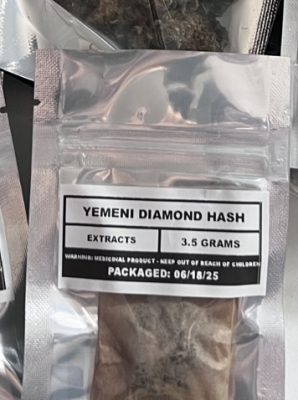 YEMENI DIAMOND HASH
EXTRACTS
3.5 GRAMS
WARNING: MEDICINAL PRODUCT - KEEP OUT OF REACH OF CHILDREN
PACKAGED: 06/18/25